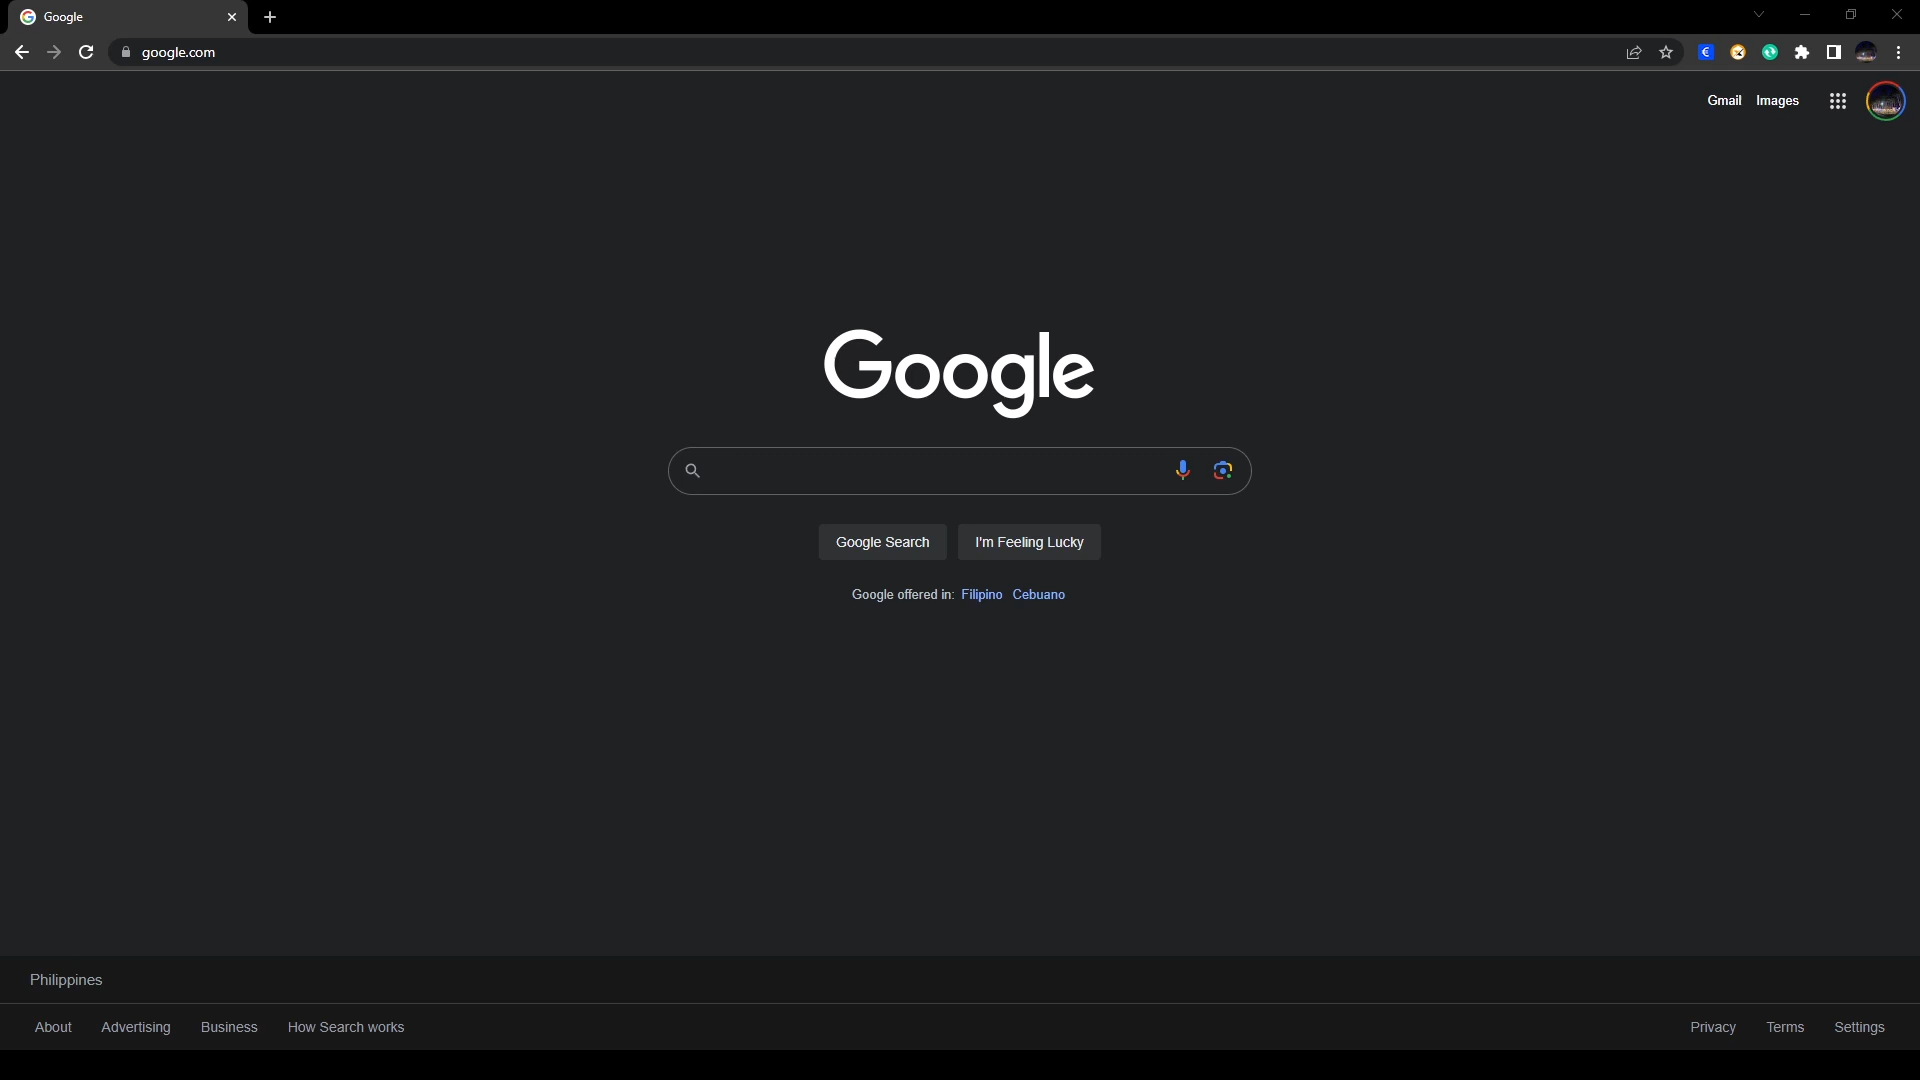 Google
google.com
€
Gmail Images
Google
Google Search I'm Feeling Lucky
Google offered in: Filipino Cebuano
Philippines
About Advertising Business How Search works Privacy Terms Settings